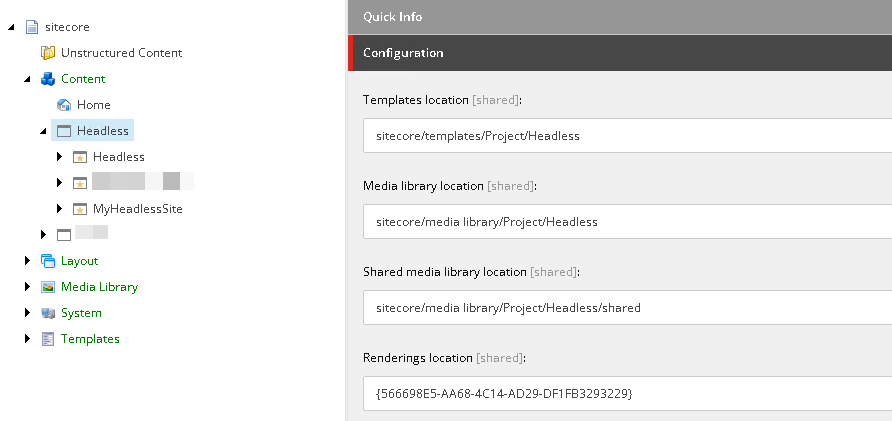 sitecore
Unstructured Content
Content
Home
Headless
Headless
MyHeadlessSite
Layout
Media Library
System
Templates
Quick Info
Configuration
Templates location [shared]:
sitecore/templates/Project/Headless
Media library location [shared]:
sitecore/media library/Project/Headless
Shared media library location [shared]:
sitecore/media library/Project/Headless/shared
Renderings location [shared]:
{566698E5-AA68-4C14-AD29-DF1FB3293229}